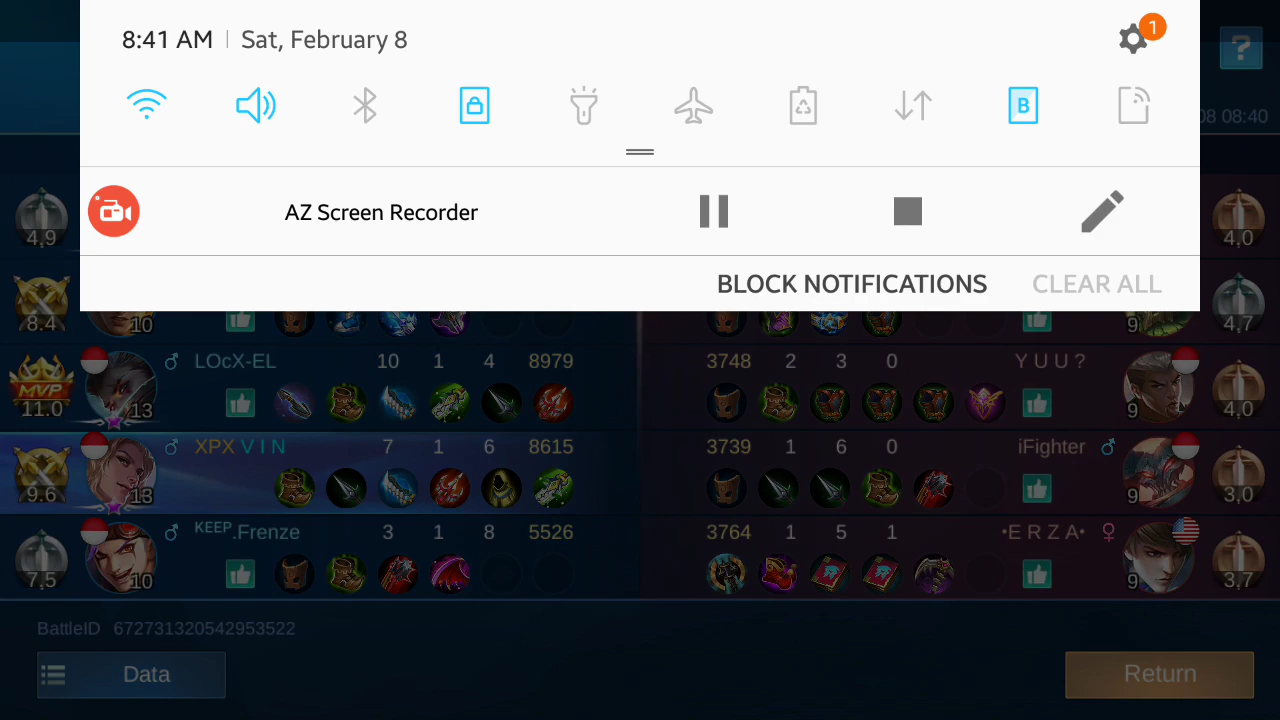 8:41 AM | Sat, February 8 1
?
B
08 08:40
AZ Screen Recorder
4.9 4.0
BLOCK NOTIFICATIONS CLEAR ALL
8.4 10 9 4.7
LOcX-EL 10 1 4 8979 3748 2 3 0 Y U U ?
MVP 11.0 13 9 4.0
XPX V I N 7 1 6 8615 3739 1 6 0 iFighter
9.6 13 9 3.0
KEEP.Frenze 3 1 8 5526 3764 1 5 1 •E R Z A•
7.5 10 9 3.7
BattleID 672731320542953522
Data Return